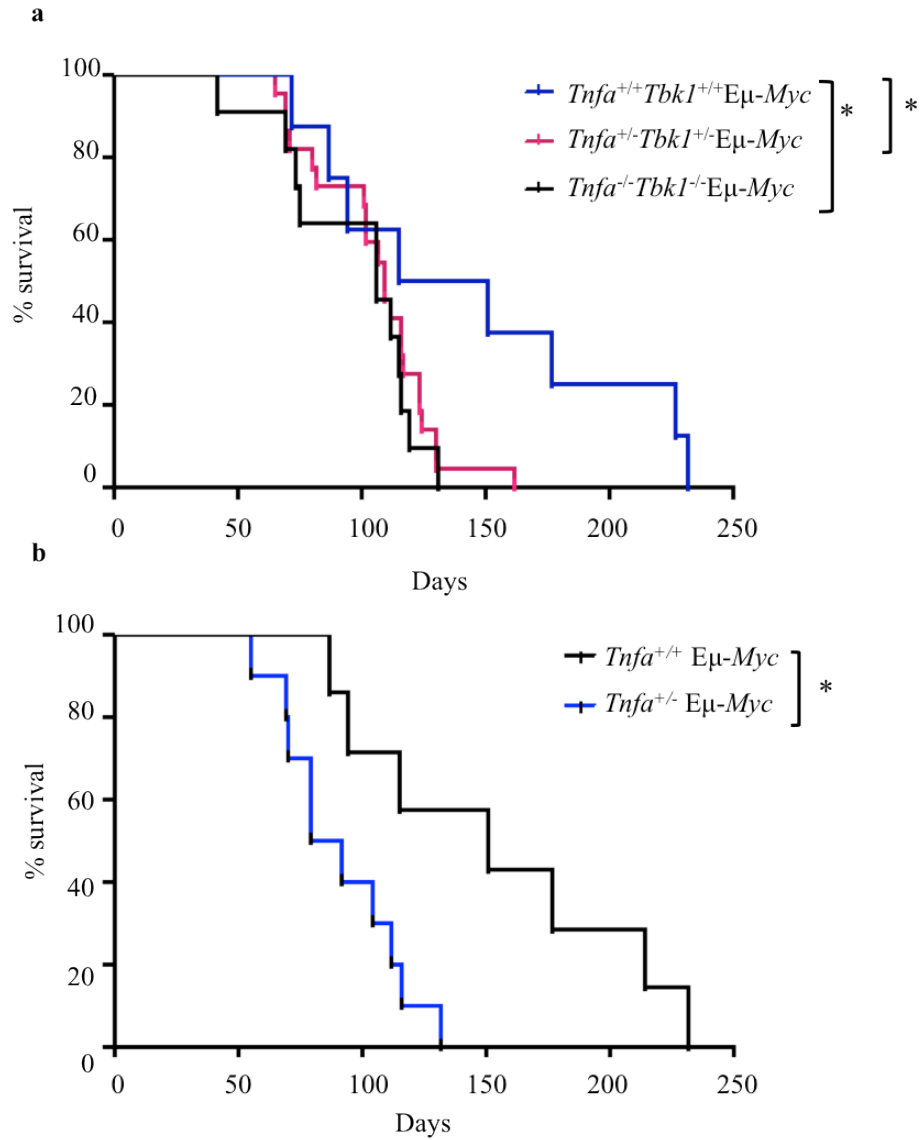 a
100
80
60
40
20
0
% survival
0 50 100 150 200 250
Days
Tnfa+/+Tbk1+/+Eμ-Myc
Tnfa+/-Tbk1+/-Eμ-Myc
Tnfa-/-Tbk1-/-Eμ-Myc
*
*
b
100
80
60
40
20
0
% survival
0 50 100 150 200 250
Days
Tnfa+/+ Eμ-Myc
Tnfa+/- Eμ-Myc
*